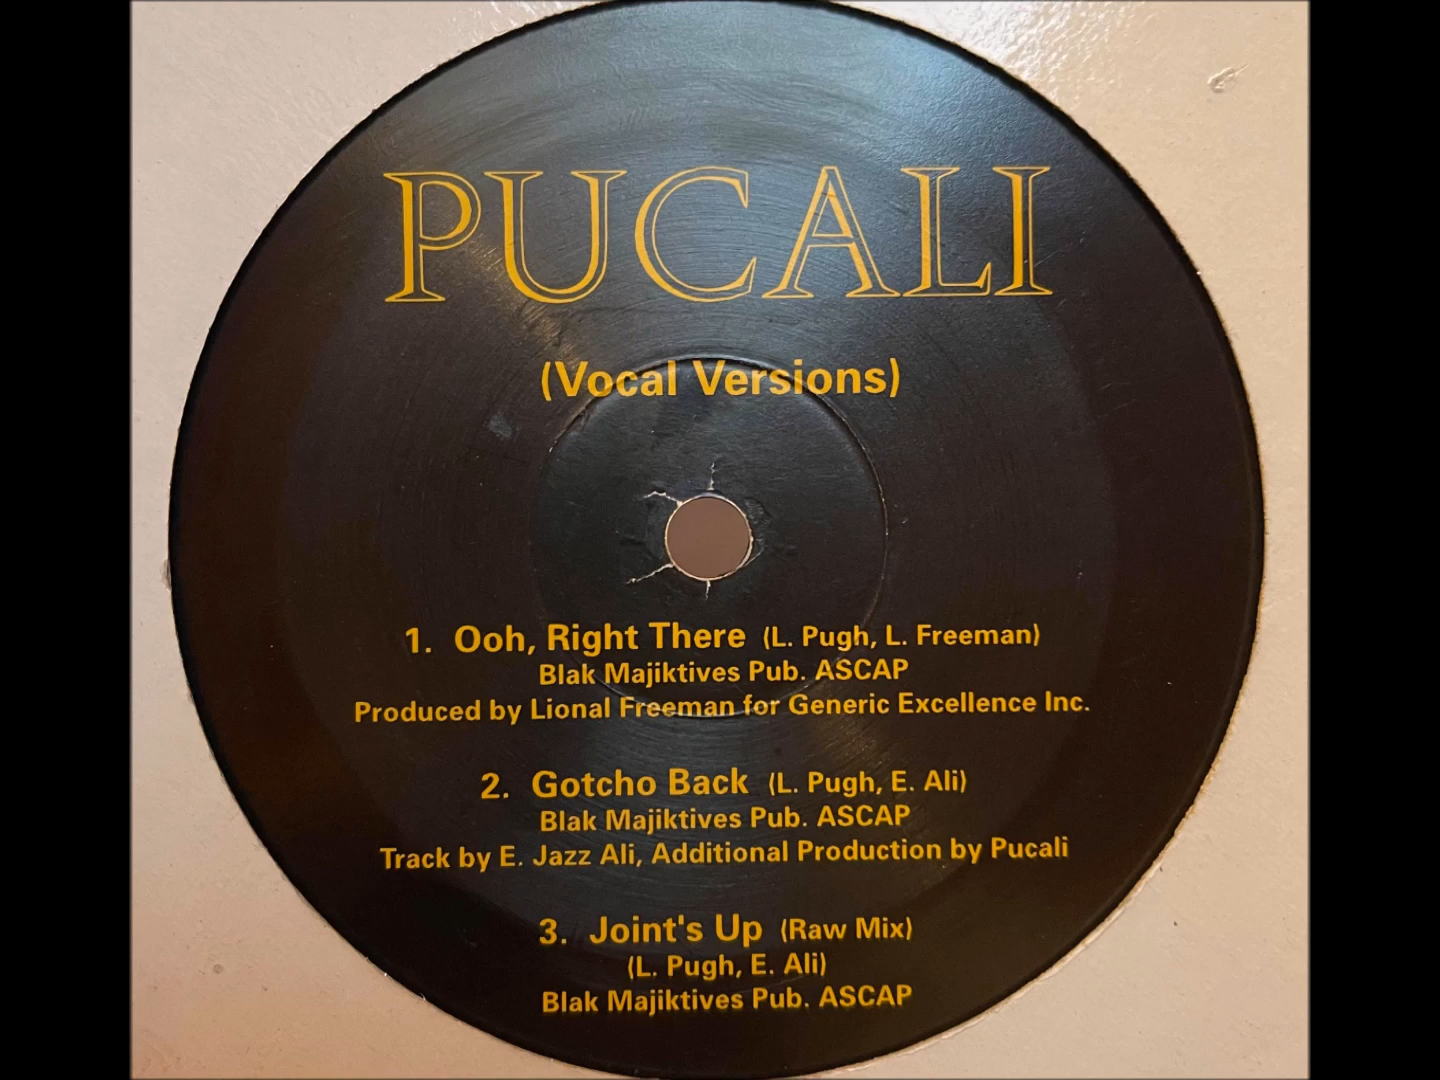 PUCALI
(Vocal Versions)
1. Ooh, Right There (L. Pugh, L. Freeman)
Blak Majiktives Pub. ASCAP
Produced by Lional Freeman for Generic Excellence Inc.
2. Gotcho Back (L. Pugh, E. Ali)
Blak Majiktives Pub. ASCAP
Track by E. Jazz Ali, Additional Production by Pucali
3. Joint's Up (Raw Mix)
(L. Pugh, E. Ali)
Blak Majiktives Pub. ASCAP